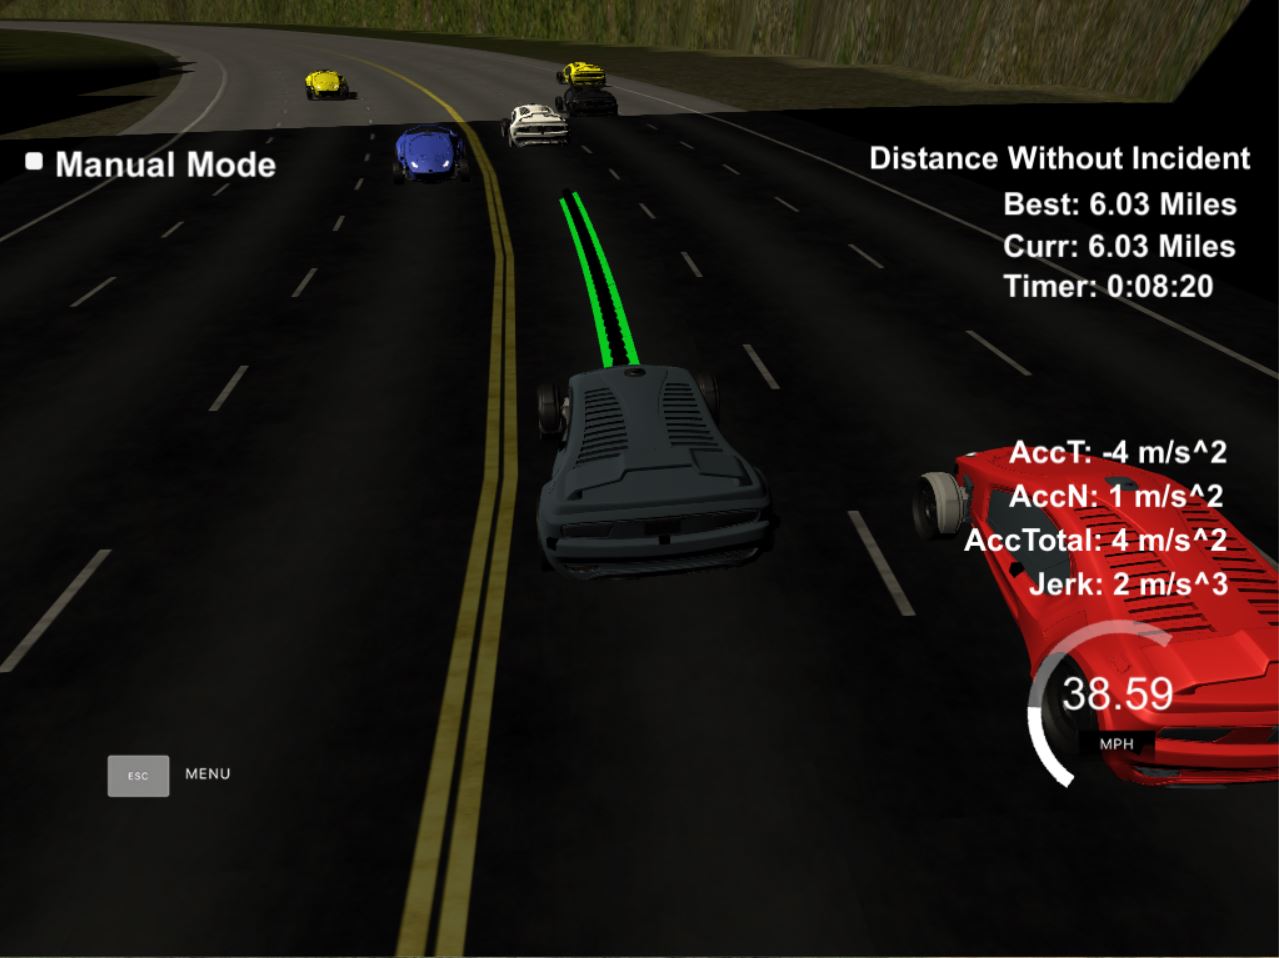 Manual Mode
Distance Without Incident
Best: 6.03 Miles
Curr: 6.03 Miles
Timer: 0:08:20
AccT: -4 m/s^2
AccN: 1 m/s^2
AccTotal: 4 m/s^2
Jerk: 2 m/s^3
38.59
MPH
ESC MENU